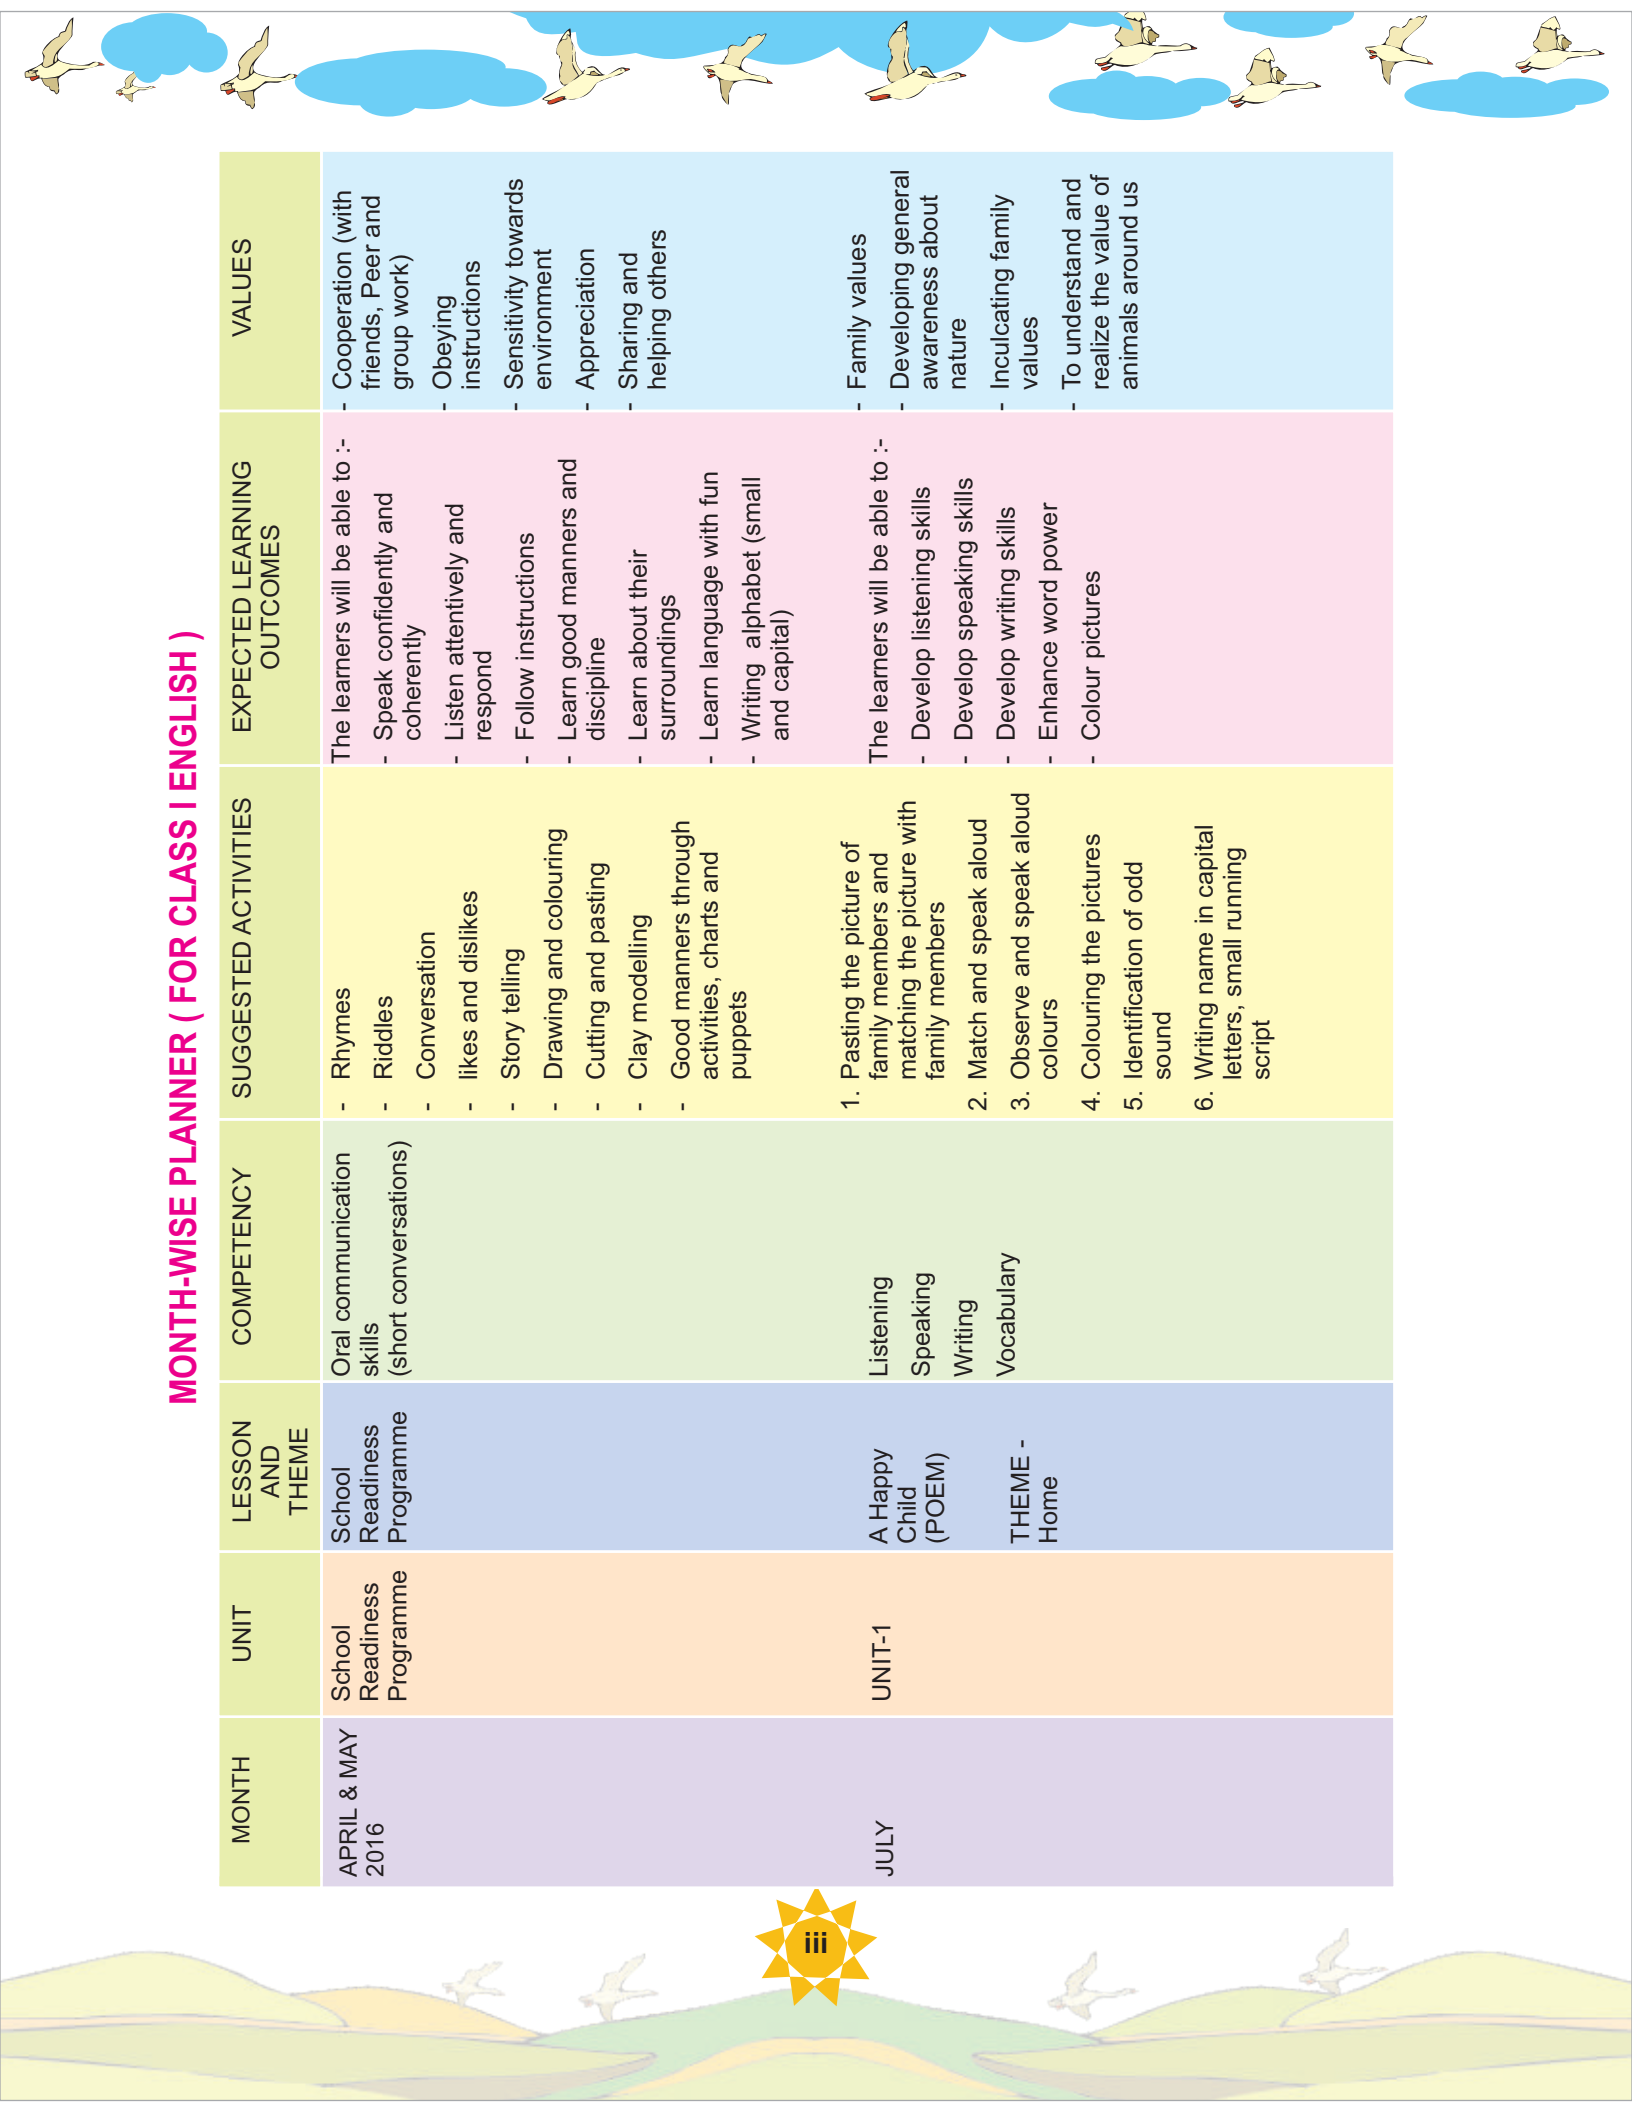 MONTH-WISE PLANNER ( FOR CLASS I ENGLISH )
MONTH
UNIT
LESSON
AND
THEME
COMPETENCY
SUGGESTED ACTIVITIES
EXPECTED LEARNING
OUTCOMES
VALUES
APRIL & MAY
2016
School
Readiness
Programme
School
Readiness
Programme
Oral communication
skills
(short conversations)
- Rhymes
- Riddles
- Conversation
- likes and dislikes
- Story telling
- Drawing and colouring
- Cutting and pasting
- Clay modelling
- Good manners through
activities, charts and
puppets
The learners will be able to :-
- Speak confidently and
coherently
- Listen attentively and
respond
- Follow instructions
- Learn good manners and
discipline
- Learn about their
surroundings
- Learn language with fun
- Writing alphabet (small
and capital)
- Cooperation (with
friends, Peer and
group work)
- Obeying
instructions
- Sensitivity towards
environment
- Appreciation
- Sharing and
helping others
JULY
UNIT-1
A Happy
Child
(POEM)
THEME -
Home
Listening
Speaking
Writing
Vocabulary
1. Pasting the picture of
family members and
matching the picture with
family members
2. Match and speak aloud
3. Observe and speak aloud
colours
4. Colouring the pictures
5. Identification of odd
sound
6. Writing name in capital
letters, small running
script
The learners will be able to :-
- Develop listening skills
- Develop speaking skills
- Develop writing skills
- Enhance word power
- Colour pictures
- Family values
- Developing general
awareness about
nature
- Inculcating family
values
- To understand and
realize the value of
animals around us
iii